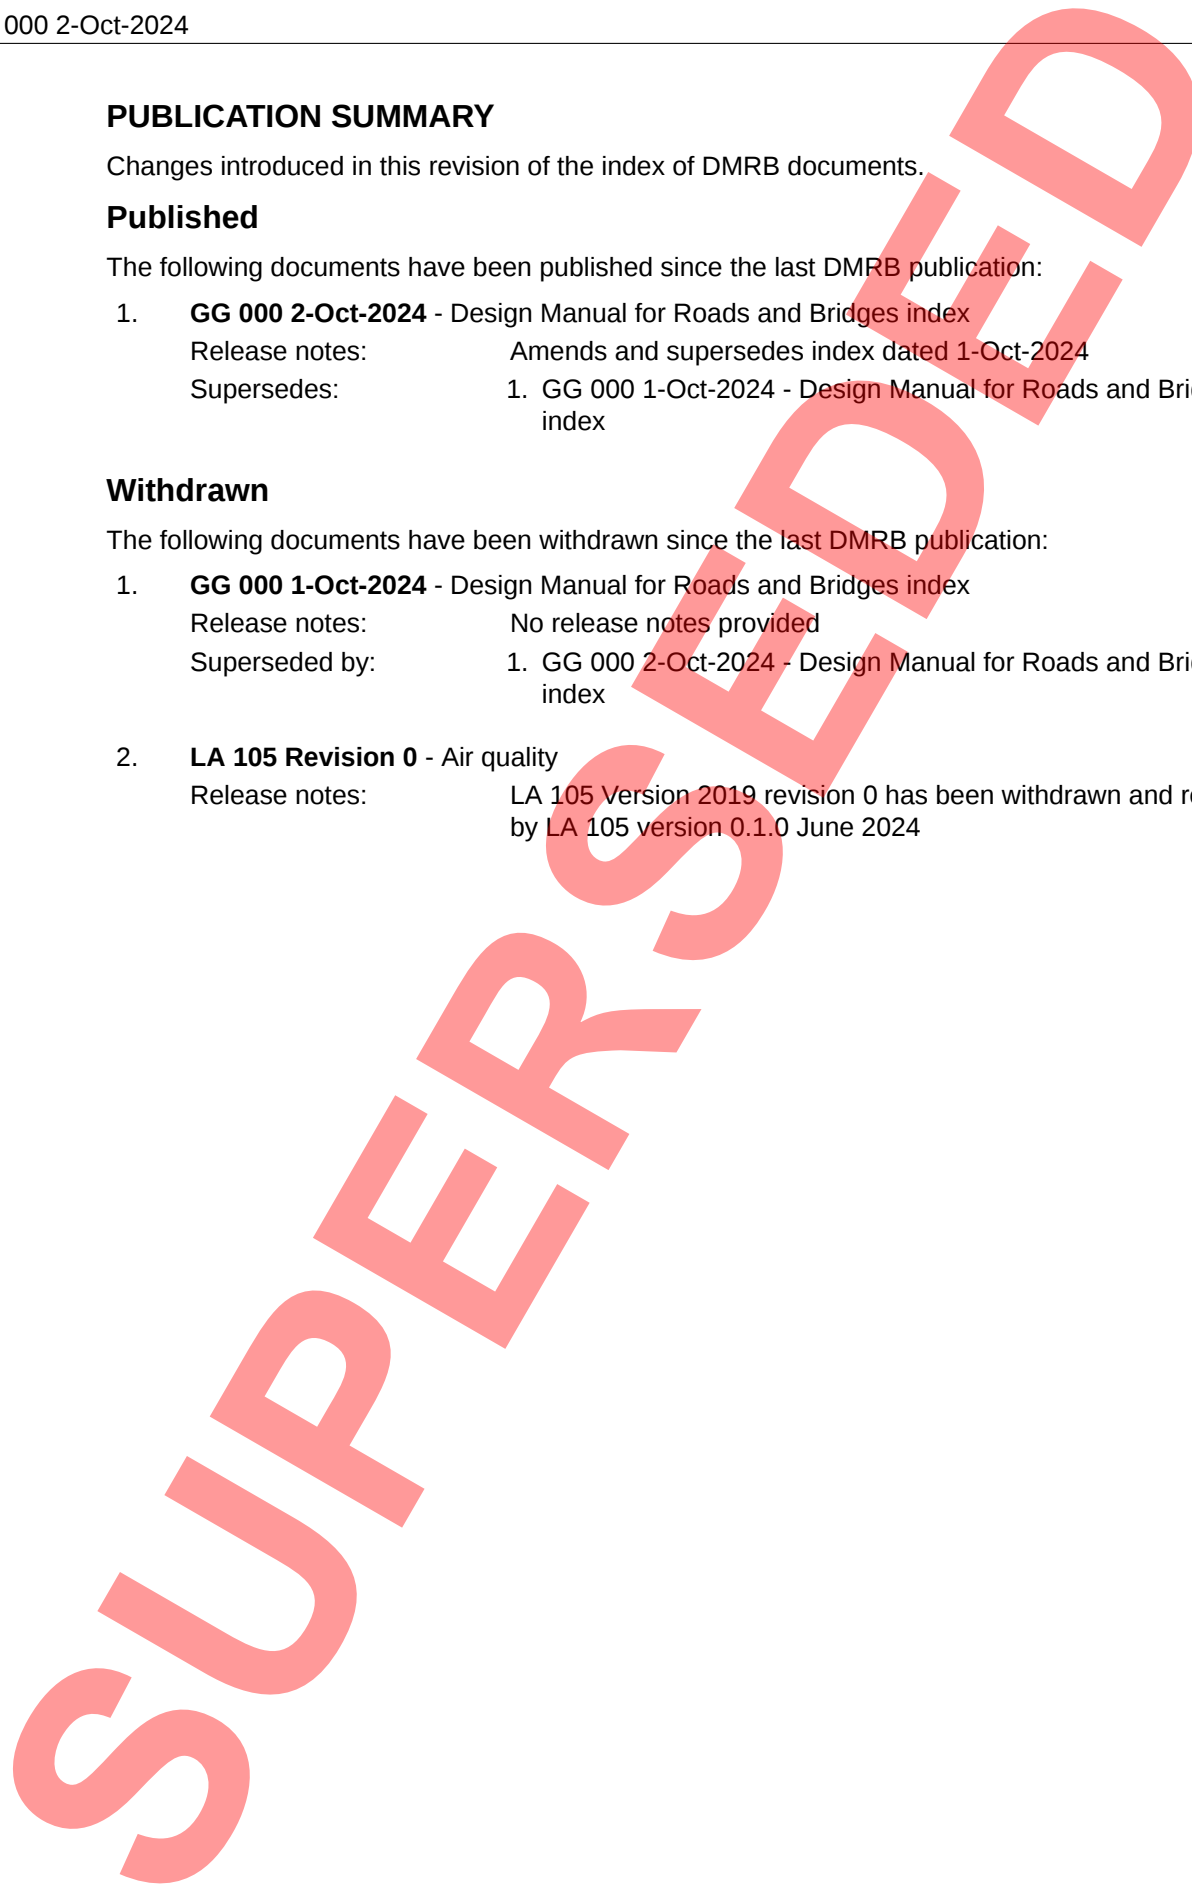 000 2-Oct-2024
PUBLICATION SUMMARY
Changes introduced in this revision of the index of DMRB documents.
Published
The following documents have been published since the last DMRB publication:
1. GG 000 2-Oct-2024 - Design Manual for Roads and Bridges index
Release notes: Amends and supersedes index dated 1-Oct-2024
Supersedes: 1. GG 000 1-Oct-2024 - Design Manual for Roads and
index
Withdrawn
The following documents have been withdrawn since the last DMRB publication:
1. GG 000 1-Oct-2024 - Design Manual for Roads and Bridges index
Release notes: No release notes provided
Superseded by: 1. GG 000 2-Oct-2024 - Design Manual for Roads and
index
2. LA 105 Revision 0 - Air quality
Release notes: LA 105 Version 2019 revision 0 has been withdrawn and
by LA 105 version 0.1.0 June 2024
SUPERSEDED